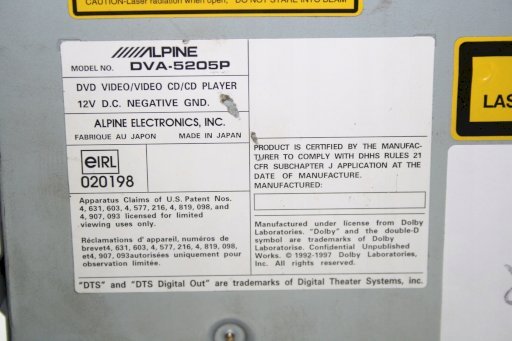 CAUTION-Laser radiation when open, DO NOT STARE INTO BEAM
ALPINE
MODEL NO. DVA-5205P
DVD VIDEO/VIDEO CD/CD PLAYER
12V D.C. NEGATIVE GND.
ALPINE ELECTRONICS, INC.
FABRIQUE AU JAPON MADE IN JAPAN
eIRL
020198
Apparatus Claims of U.S. Patent Nos.
4, 631, 603, 4, 577, 216, 4, 819, 098, and
4, 907, 093 licensed for limited
viewing uses only.
Réclamations d'appareil, numéros de
brevet4, 631, 603, 4, 577, 216, 4, 819, 098,
et4, 907, 093autorisées uniquement pour
observation limitée.
PRODUCT IS CERTIFIED BY THE MANUFAC-
TURER TO COMPLY WITH DHHS RULES 21
CFR SUBCHAPTER J APPLICATION AT THE
DATE OF MANUFACTURE.
MANUFACTURED:
Manufactured under license from Dolby
Laboratories. "Dolby" and the double-D
symbol are trademarks of Dolby
Laboratorise. Confidential Unpublished
Works. © 1992-1997 Dolby Laboratories,
Inc. All rights reserved.
"DTS" and "DTS Digital Out" are trademarks of Digital Theater Systems, inc.
LAS